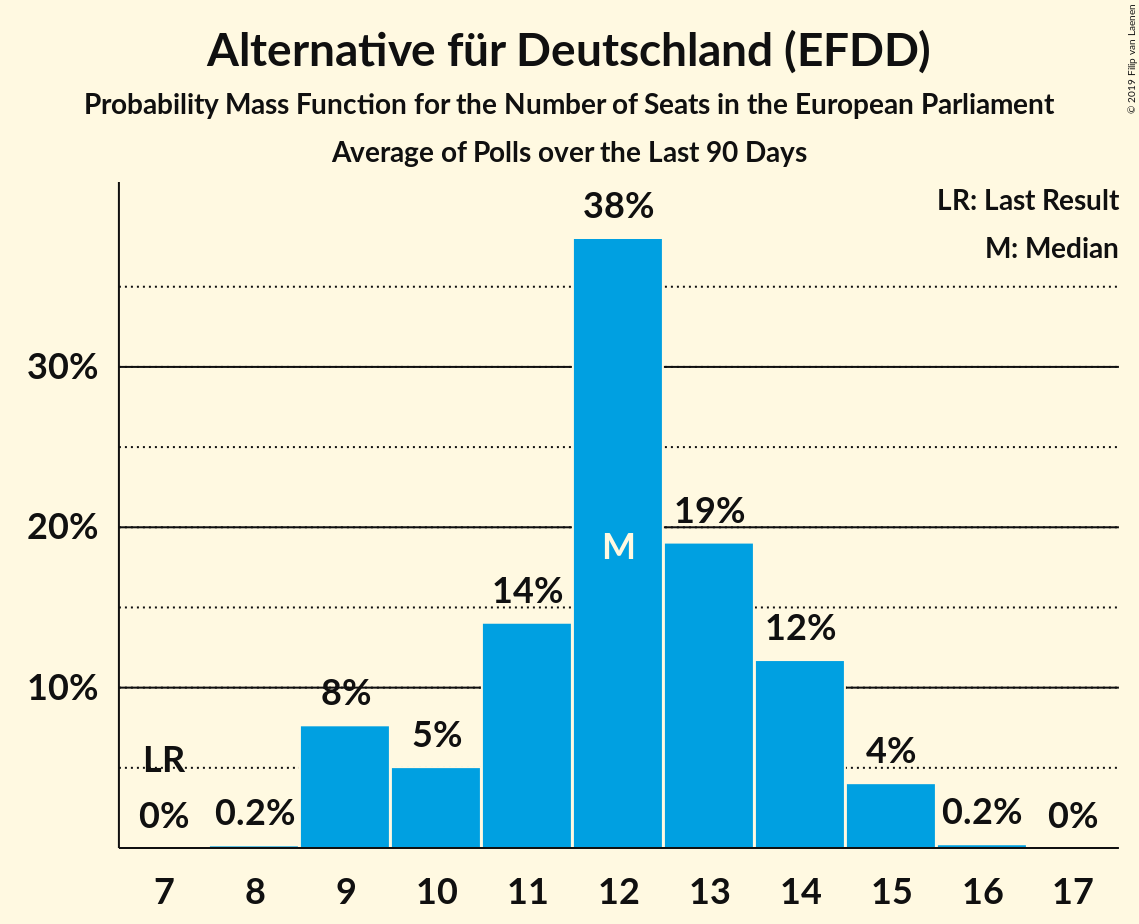 Alternative für Deutschland (EFDD)
Probability Mass Function for the Number of Seats in the European Parliament
Average of Polls over the Last 90 Days
© 2019 Filip van Laenen
LR: Last Result
M: Median
38%
30%
20%
19%
M
14%
12%
10%
8%
5%
4%
LR
0%
0.2%
0.2%
0%
7 8 9 10 11 12 13 14 15 16 17